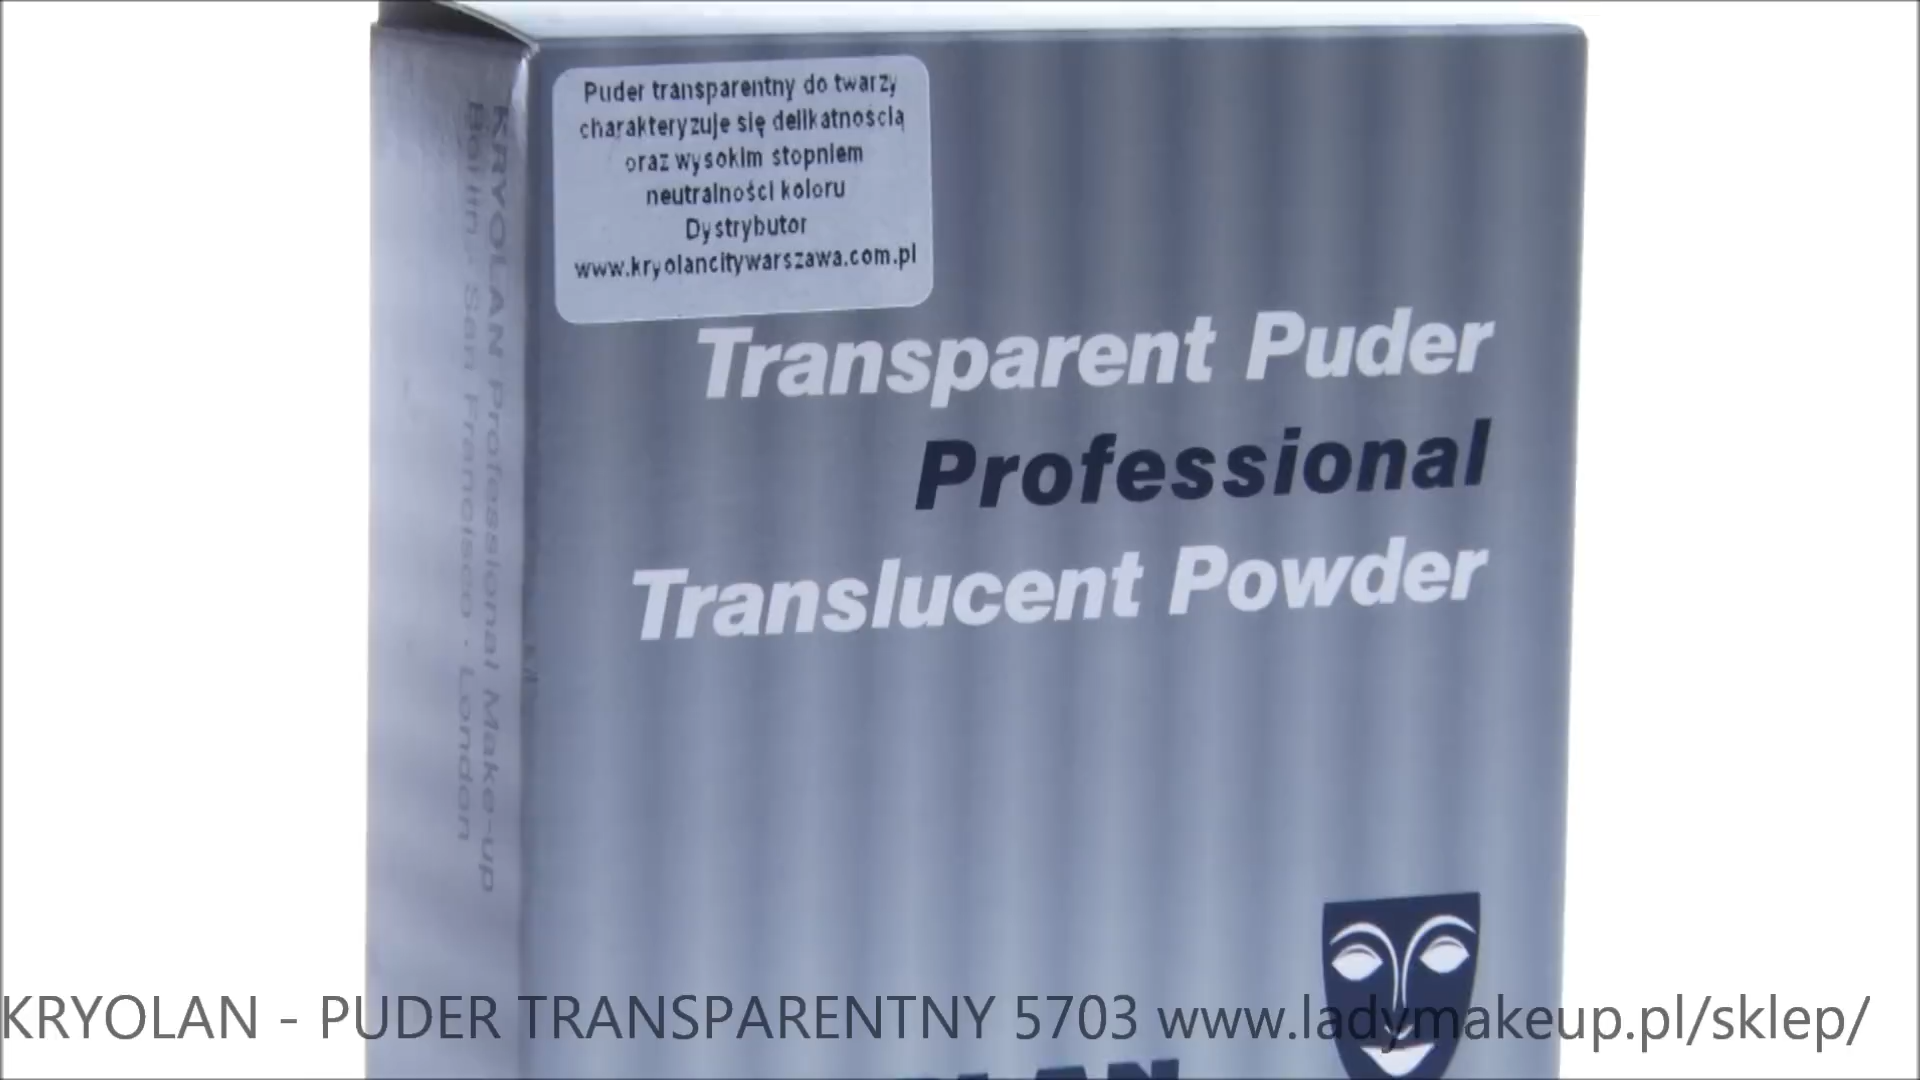 Puder transparentny do twarzy
charakteryzuje się delikatnością
oraz wysokim stopniem
neutralności koloru
Dystrybutor
www.kryolancitywarszawa.com.pl
Transparent Puder
Professional
Translucent Powder
KRYOLAN Professional Make-up
Berlin · San Francisco · London
KRYOLAN - PUDER TRANSPARENTNY 5703 www.ladymakeup.pl/sklep/